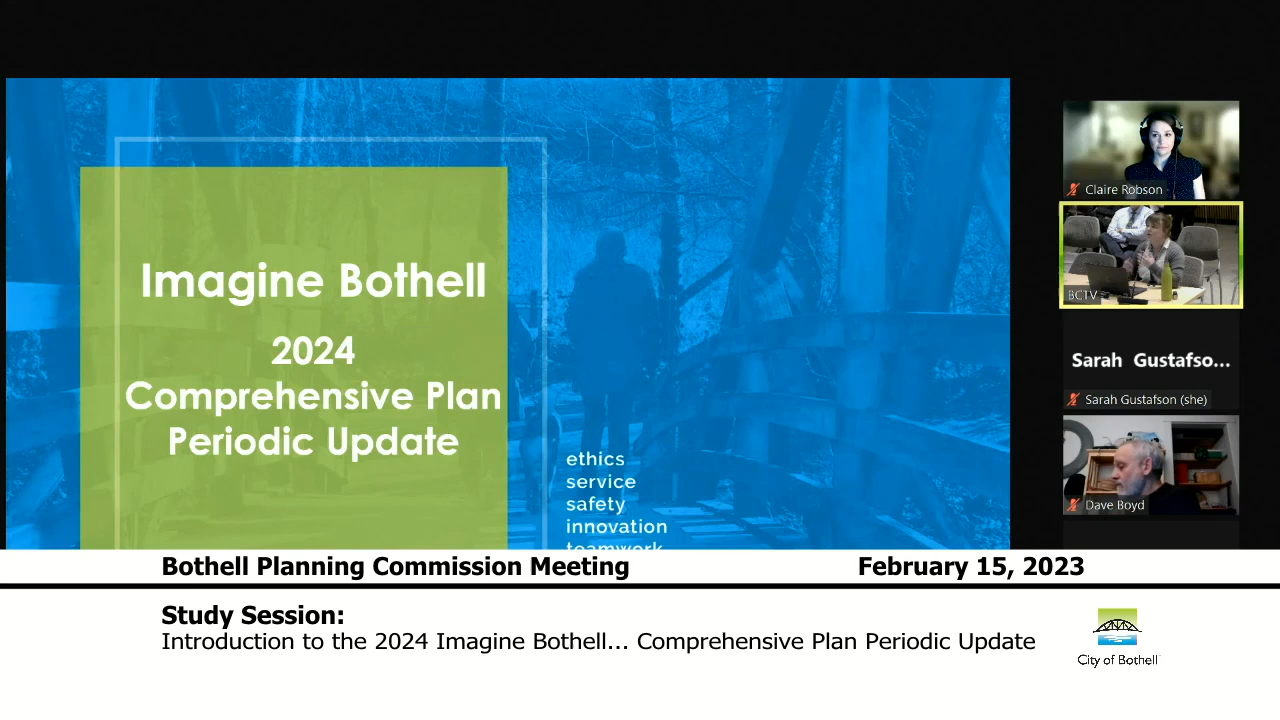 Imagine Bothell
2024
Comprehensive Plan
Periodic Update
ethics
service
safety
innovation
teamwork
Claire Robson
BCTV
Sarah Gustafso...
Sarah Gustafson (she)
Dave Boyd
Bothell Planning Commission Meeting
February 15, 2023
Study Session:
Introduction to the 2024 Imagine Bothell... Comprehensive Plan Periodic Update
City of Bothell